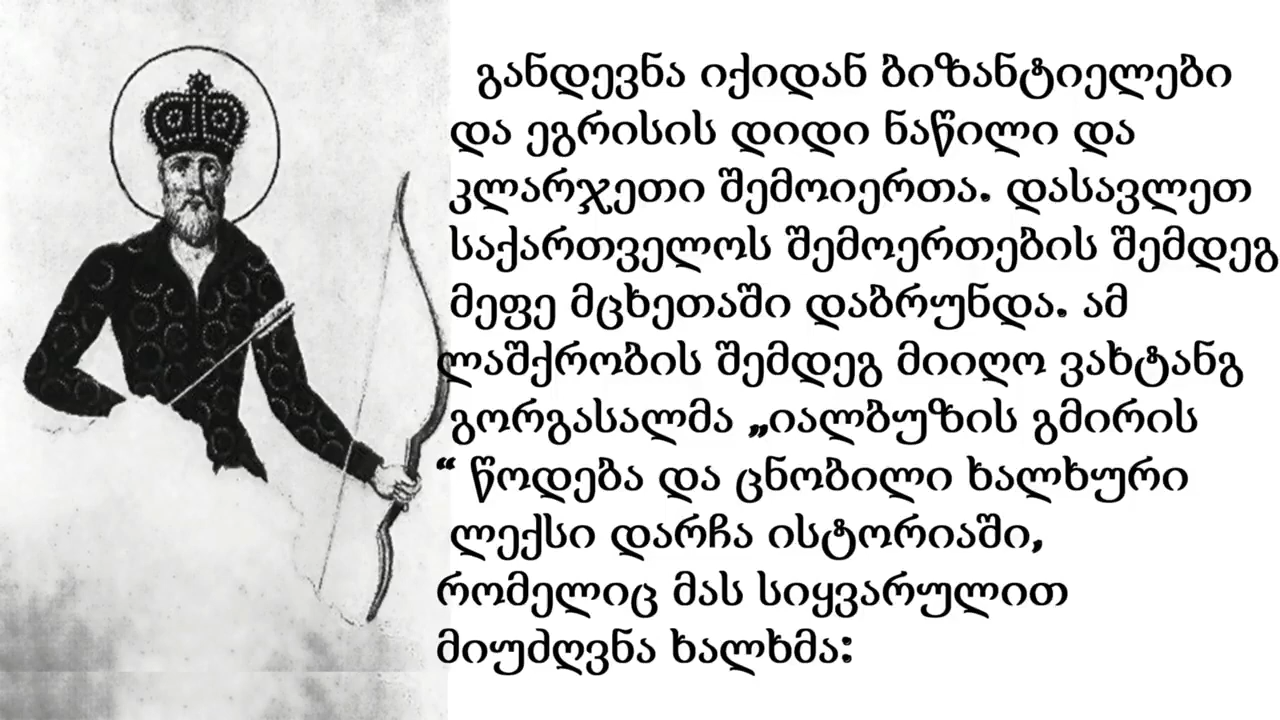 განდევნა იქიდან ბიზანტიელები
და ეგრისის დიდი ნაწილი და
კლარჯეთი შემოიერთა. დასავლეთ
საქართველოს შემოერთების შემდეგ
მეფე მცხეთაში დაბრუნდა. ამ
ლაშქრობის შემდეგ მიიღო ვახტანგ
გორგასალმა „იალბუზის გმირის
“ წოდება და ცნობილი ხალხური
ლექსი დარჩა ისტორიაში,
რომელიც მას სიყვარულით
მიუძღვნა ხალხმა: